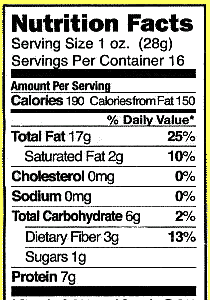 Nutrition Facts
Serving Size 1 oz. (28g)
Servings Per Container 16
Amount Per Serving
Calories 190 Calories from Fat 150
% Daily Value*
Total Fat 17g 25%
Saturated Fat 2g 10%
Cholesterol 0mg 0%
Sodium 0mg 0%
Total Carbohydrate 6g 2%
Dietary Fiber 3g 13%
Sugars 1g
Protein 7g